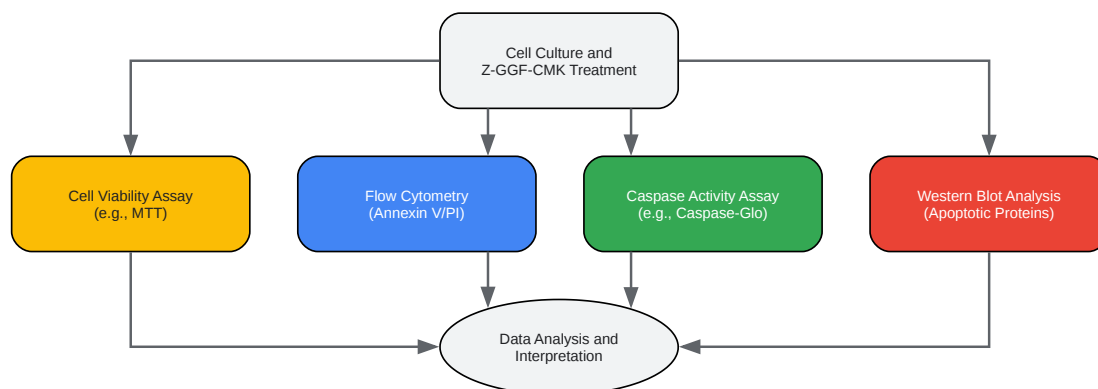 Cell Culture and
Z-GGF-CMK Treatment
Cell Viability Assay
(e.g., MTT)
Flow Cytometry
(Annexin V/PI)
Caspase Activity Assay
(e.g., Caspase-Glo)
Western Blot Analysis
(Apoptotic Proteins)
Data Analysis and
Interpretation